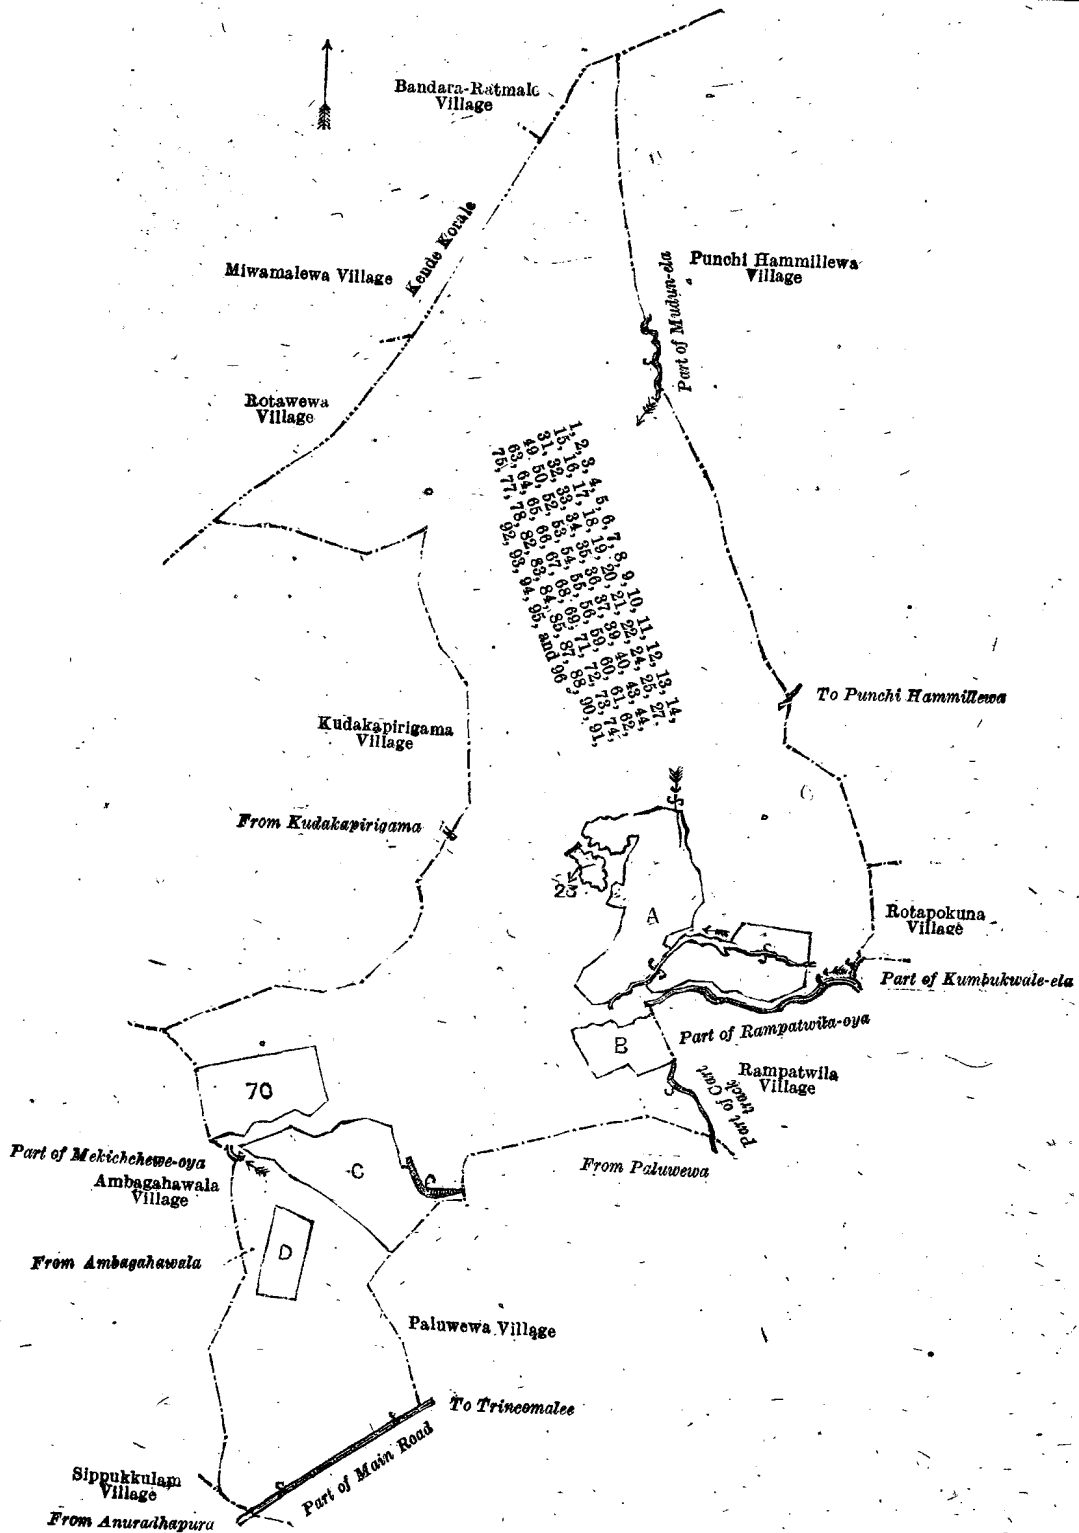 Bandara-Ratmale
Village
Kende Korale
Miwamalewa Village
Punchi Hammillewa
Village
Part of Mudun-ela
Rotawewa
Village
1, 2, 3, 4, 5, 6, 7, 8, 9, 10, 11, 12, 13, 14,
15, 16, 17, 18, 19, 20, 21, 22, 24, 25, 27,
31, 32, 33, 34, 35, 36, 37, 39, 40, 43, 44,
49, 50, 52, 53, 54, 55, 56, 59, 60, 61, 62,
63, 64, 65, 66, 67, 68, 69, 71, 72, 73, 74,
75, 77, 78, 82, 83, 84, 85, 87, 88, 90, 91,
92, 93, 94, 95, and 96
To Punchi Hammillewa
Kudakapirigama
Village
From Kudakapirigama
A
Rotapokuna
Village
Part of Kumbukwale-ela
Part of Rampatwila-oya
B
Rampatwila
Village
Part of Cart
track
70
Part of Mekichchewe-oya
C
From Paluwewa
Ambagahawala
Village
D
From Ambagahawala
Paluwewa Village
To Trincomalee
Part of Main Road
Sippukkulam
Village
From Anuradhapura